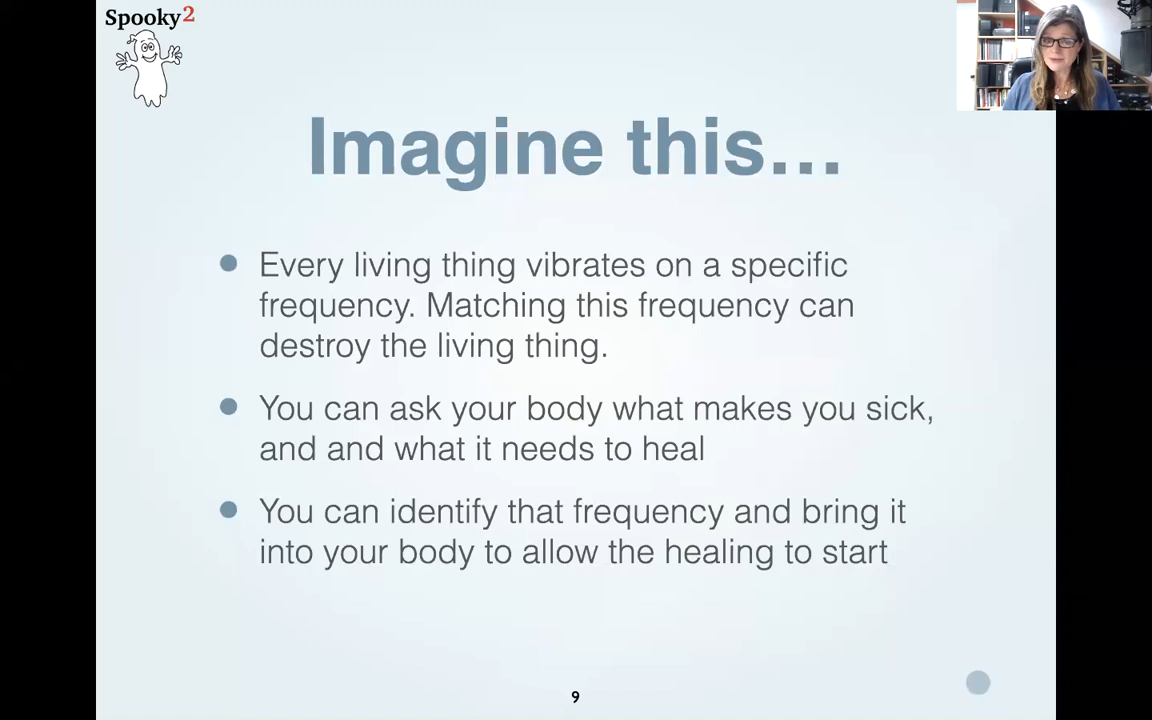 Spooky2
Imagine this...
Every living thing vibrates on a specific
frequency. Matching this frequency can
destroy the living thing.
You can ask your body what makes you sick,
and and what it needs to heal
You can identify that frequency and bring it
into your body to allow the healing to start
9